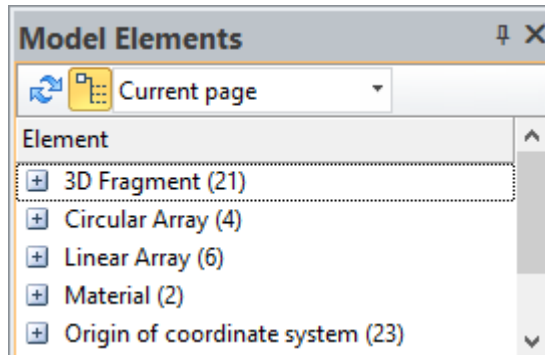 Model Elements
Current page
Element
3D Fragment (21)
Circular Array (4)
Linear Array (6)
Material (2)
Origin of coordinate system (23)